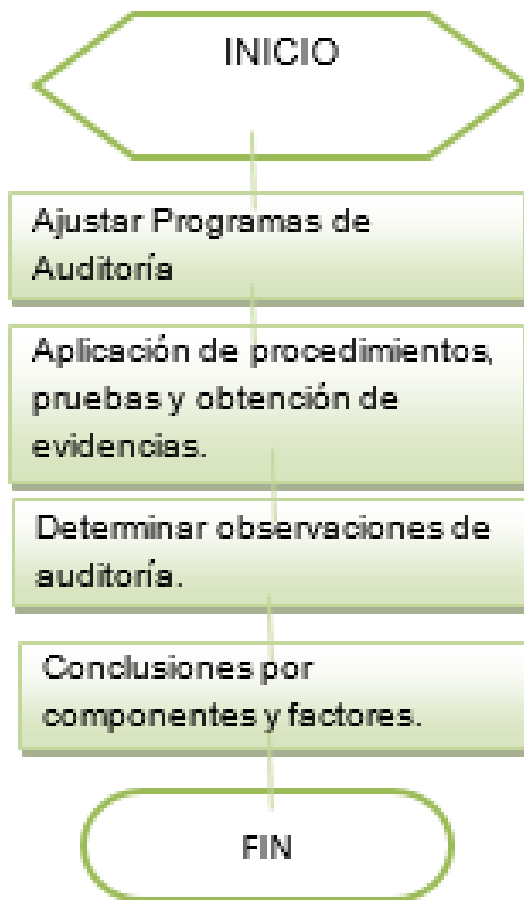 INICIO
Ajustar Programas de
Auditoría
Aplicación de procedimientos,
pruebas y obtención de
evidencias.
Determinar observaciones de
auditoría.
Conclusiones por
componentes y factores.
FIN